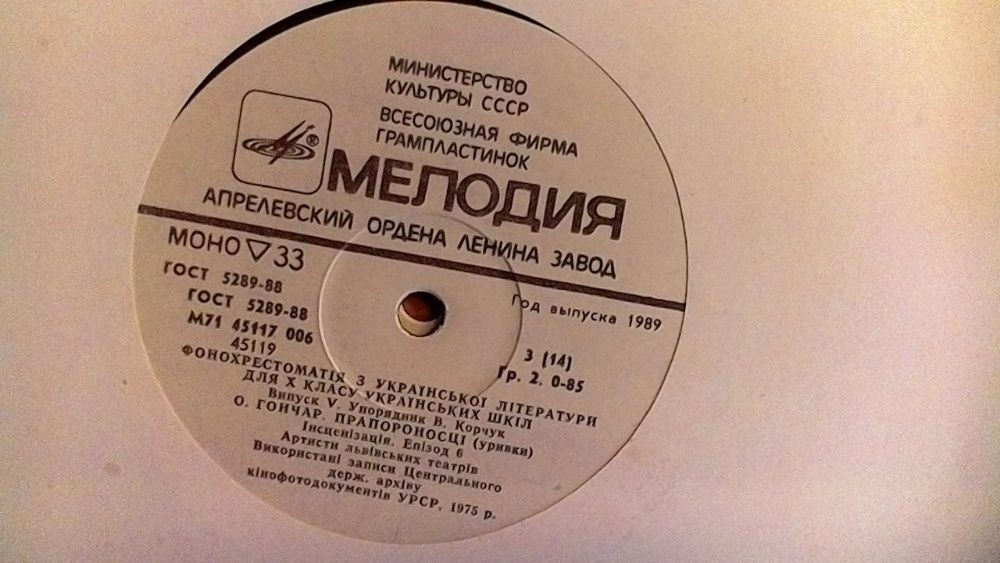 МИНИСТЕРСТВО
КУЛЬТУРЫ СССР
ВСЕСОЮЗНАЯ ФИРМА
ГРАМПЛАСТИНОК
®
МЕЛОДИЯ
АПРЕЛЕВСКИЙ ОРДЕНА ЛЕНИНА ЗАВОД
МОНО ▽ 33
ГОСТ 5289-88
ГОСТ 5289-88
М71 45117 006
45119
Год выпуска 1989
3 (14)
Гр. 2. 0-85
ФОНОХРЕСТОМАТІЯ З УКРАЇНСЬКОЇ ЛІТЕРАТУРИ
ДЛЯ X КЛАСУ УКРАЇНСЬКИХ ШКІЛ
Випуск V. Упорядник В. Корчук
О. ГОНЧАР. ПРАПОРОНОСЦІ (уривки)
Інсценізація. Епізод 6
Артисти львівських театрів
Використані записи Центрального
держ. архіву
кінофотодокументів УРСР, 1975 р.